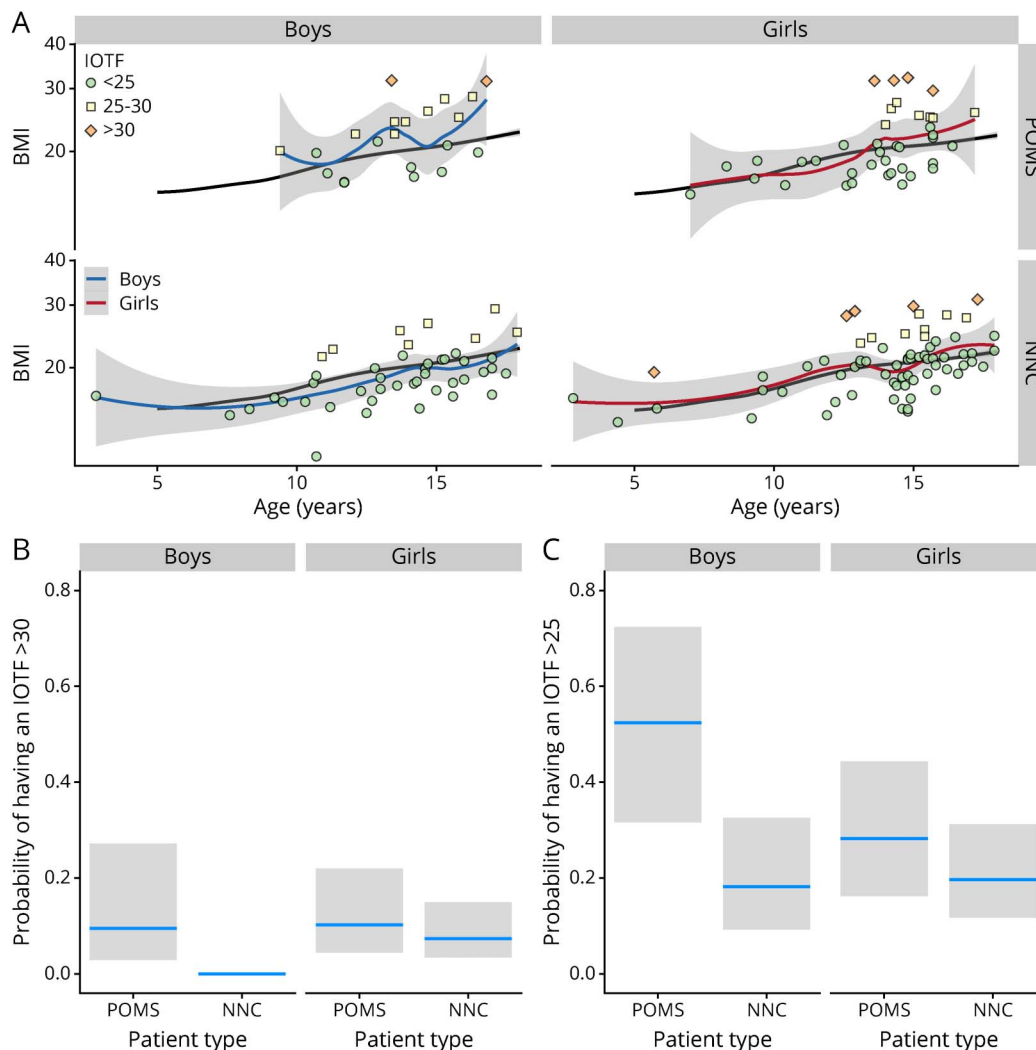 A
Boys
Girls
IOTF
<25
25-30
>30
BMI
40
30
20
POMS
Boys
Girls
BMI
40
30
20
NNC
5
10
15
5
10
15
Age (years)
Age (years)
B
Boys
Girls
Probability of having an IOTF >30
0.8
0.6
0.4
0.2
0.0
POMS
NNC
POMS
NNC
Patient type
Patient type
C
Boys
Girls
Probability of having an IOTF >25
0.8
0.6
0.4
0.2
0.0
POMS
NNC
POMS
NNC
Patient type
Patient type